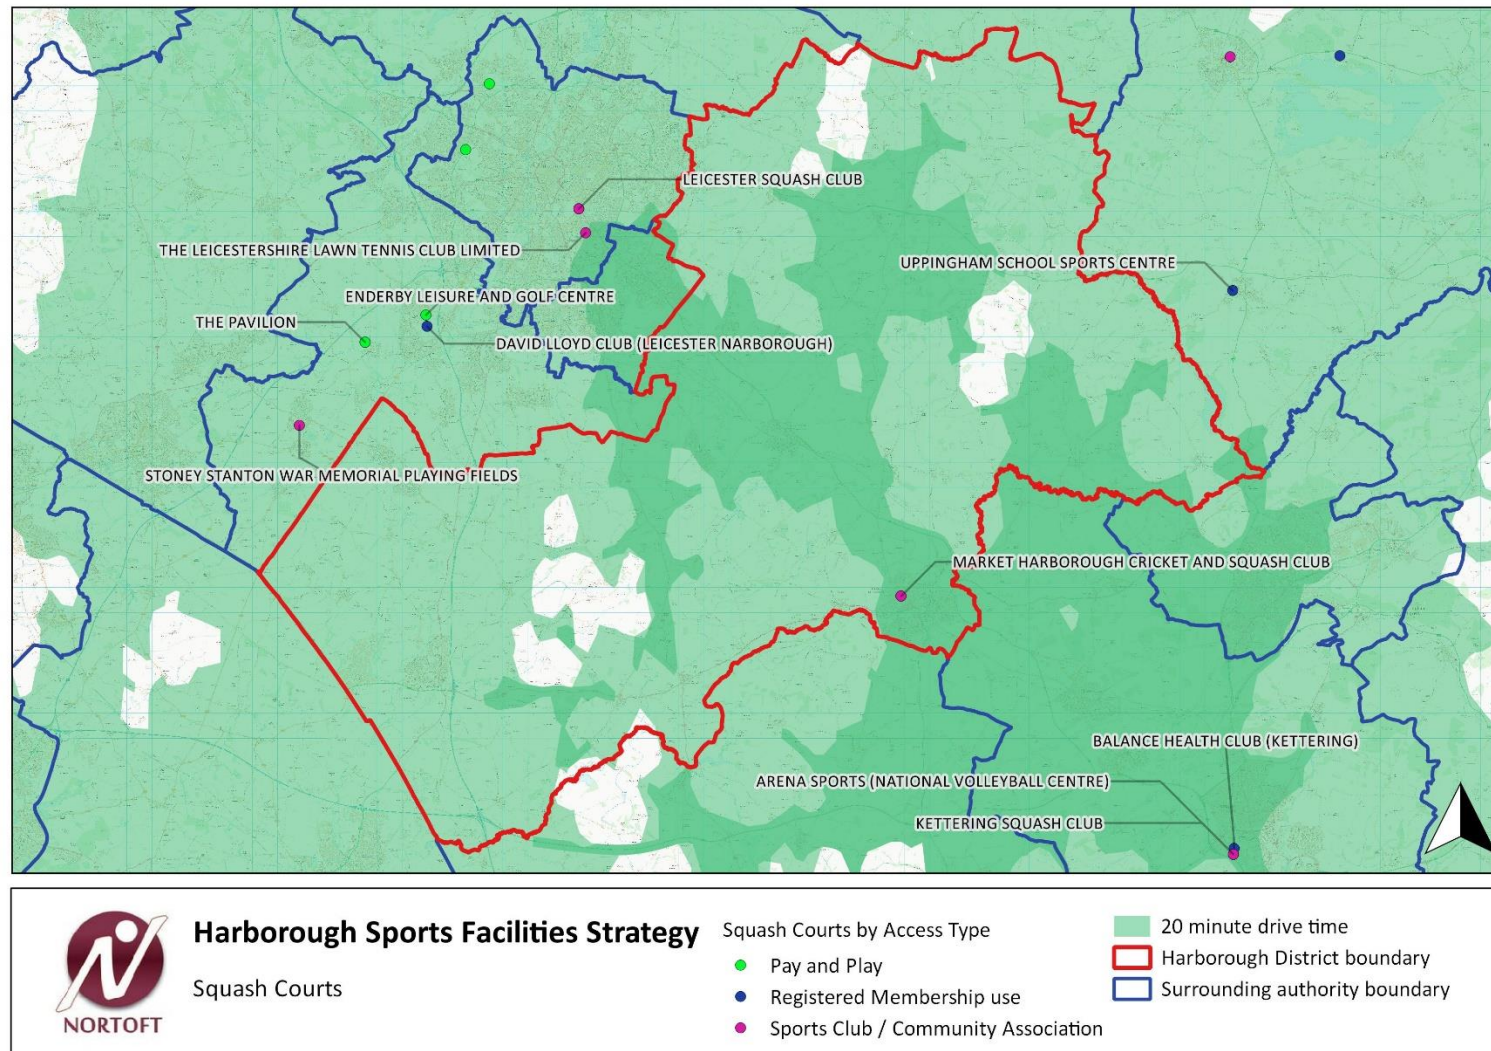 LEICESTER SQUASH CLUB
THE LEICESTERSHIRE LAWN TENNIS CLUB LIMITED
UPPINGHAM SCHOOL SPORTS CENTRE
ENDERBY LEISURE AND GOLF CENTRE
THE PAVILION
DAVID LLOYD CLUB (LEICESTER NARBOROUGH)
STONEY STANTON WAR MEMORIAL PLAYING FIELDS
MARKET HARBOROUGH CRICKET AND SQUASH CLUB
BALANCE HEALTH CLUB (KETTERING)
ARENA SPORTS (NATIONAL VOLLEYBALL CENTRE)
KETTERING SQUASH CLUB
N
NORTOFT
Harborough Sports Facilities Strategy
Squash Courts
Squash Courts by Access Type
Pay and Play
Registered Membership use
Sports Club / Community Association
20 minute drive time
Harborough District boundary
Surrounding authority boundary